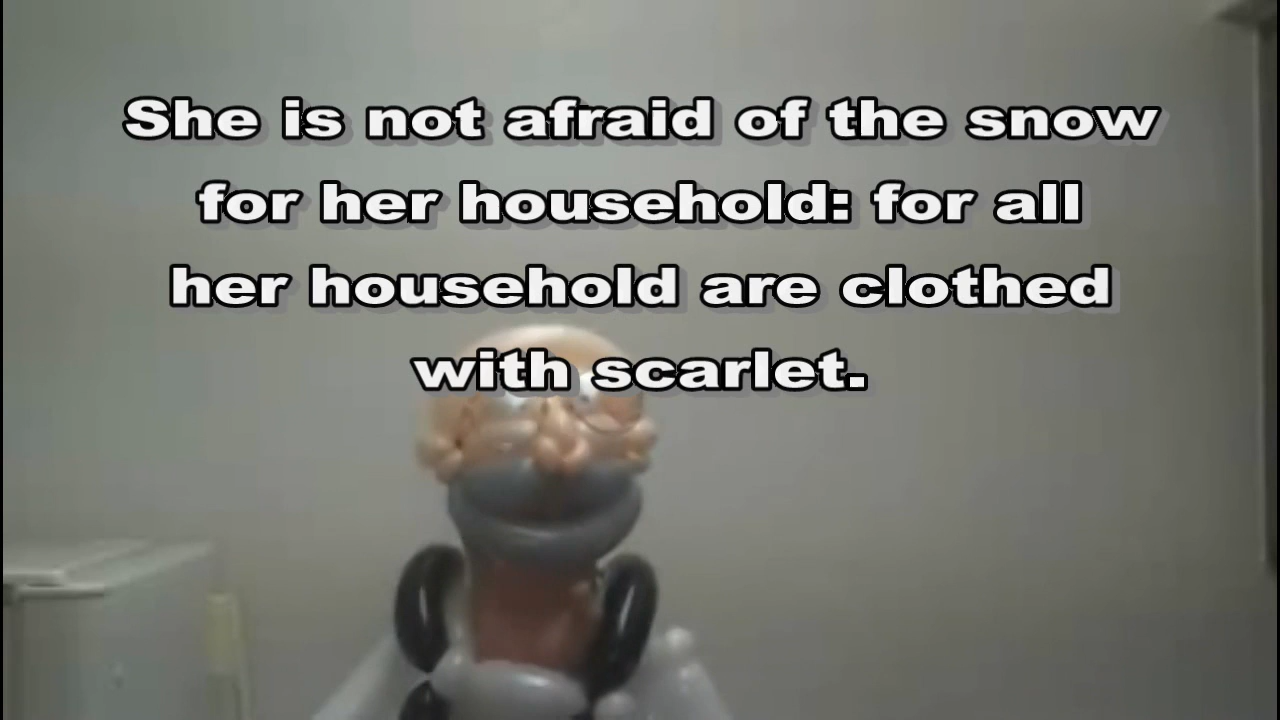 She is not afraid of the snow
for her household: for all
her household are clothed
with scarlet.